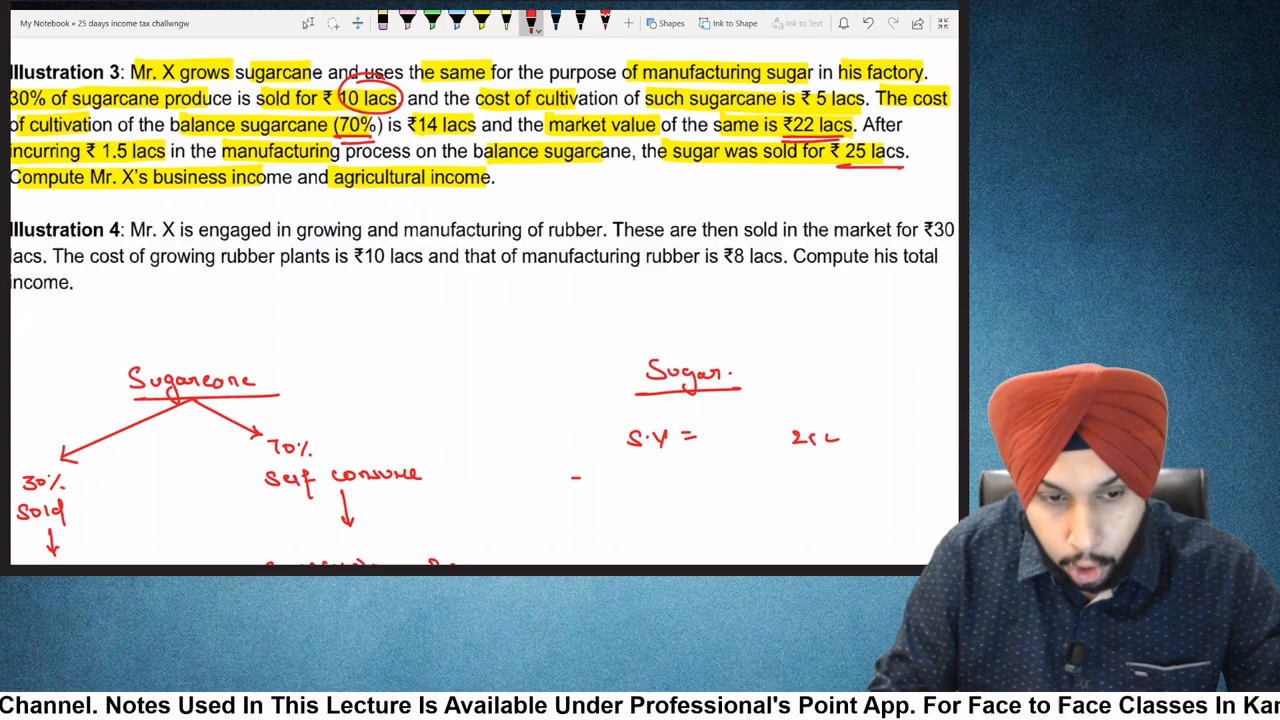 My Notebook » 25 daays income tax challwngw
Shapes
Ink to Shape
Ink to Text
Illustration 3: Mr. X grows sugarcane and uses the same for the purpose of manufacturing sugar in his factory.
30% of sugarcane produce is sold for ₹ 10 lacs, and the cost of cultivation of such sugarcane is ₹ 5 lacs. The cost
of cultivation of the balance sugarcane (70%) is ₹14 lacs and the market value of the same is ₹22 lacs. After
incurring ₹ 1.5 lacs in the manufacturing process on the balance sugarcane, the sugar was sold for ₹ 25 lacs.
Compute Mr. X's business income and agricultural income.
Illustration 4: Mr. X is engaged in growing and manufacturing of rubber. These are then sold in the market for ₹30
lacs. The cost of growing rubber plants is ₹10 lacs and that of manufacturing rubber is ₹8 lacs. Compute his total
income.
Sugarcane
Sugar.
70%
S.V = 25L
30%
Self consume
-
Sold
Channel. Notes Used In This Lecture Is Available Under Professional's Point App. For Face to Face Classes In Kar